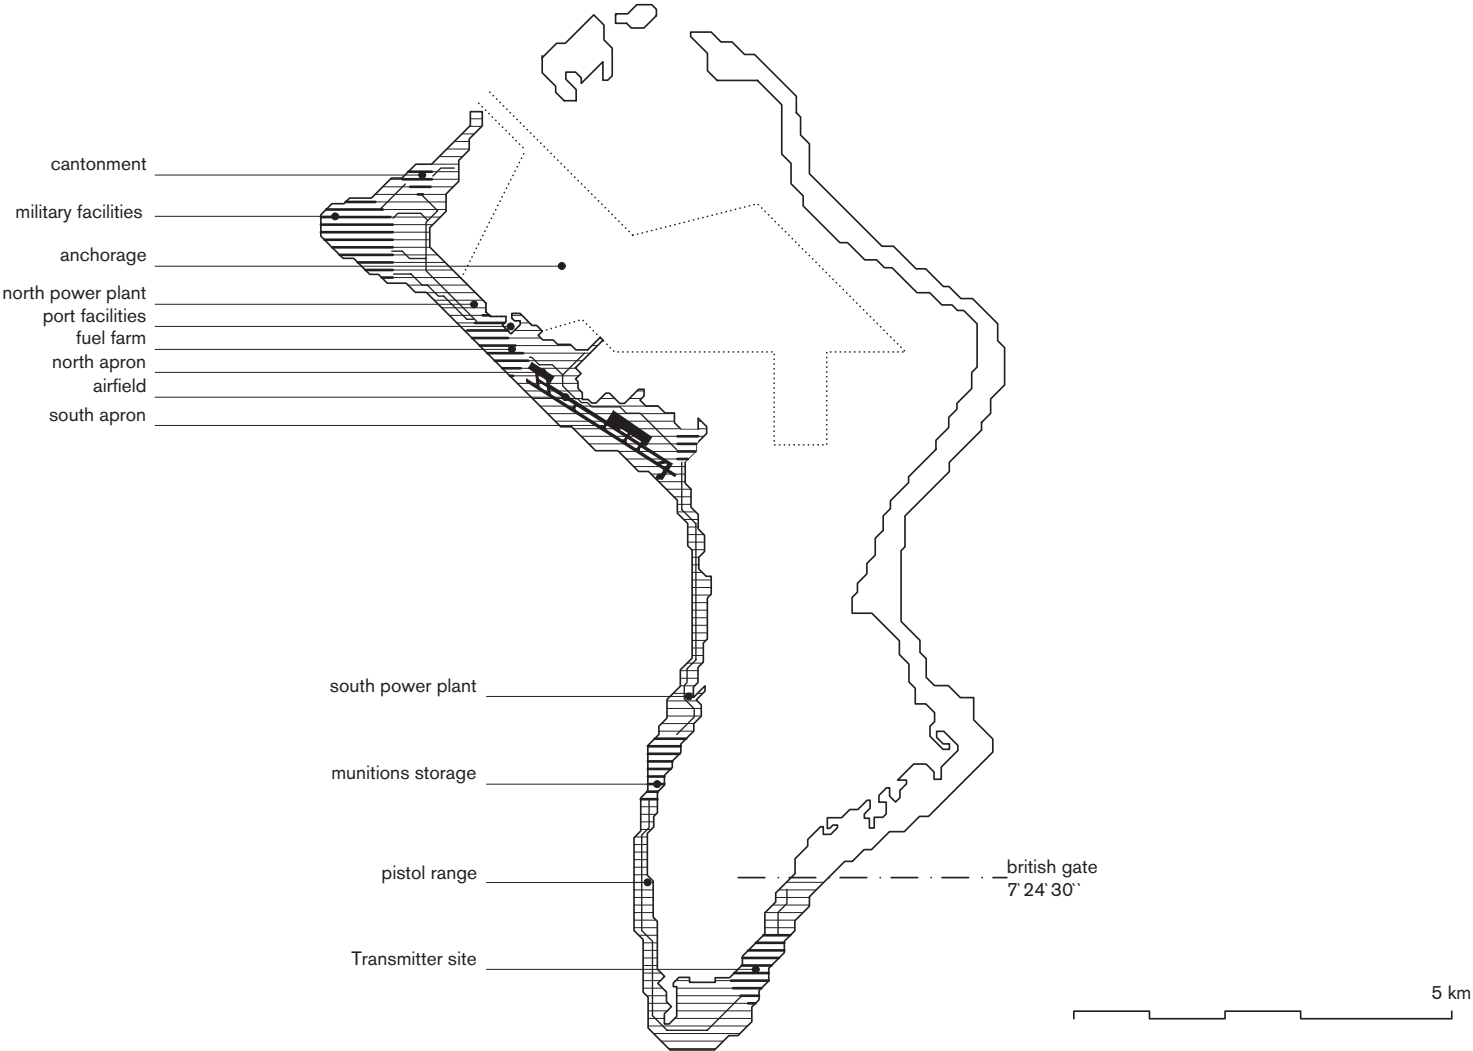 cantonment
military facilities
anchorage
north power plant
port facilities
fuel farm
north apron
airfield
south apron
south power plant
munitions storage
pistol range
british gate
7`24`30``
Transmitter site
5 km